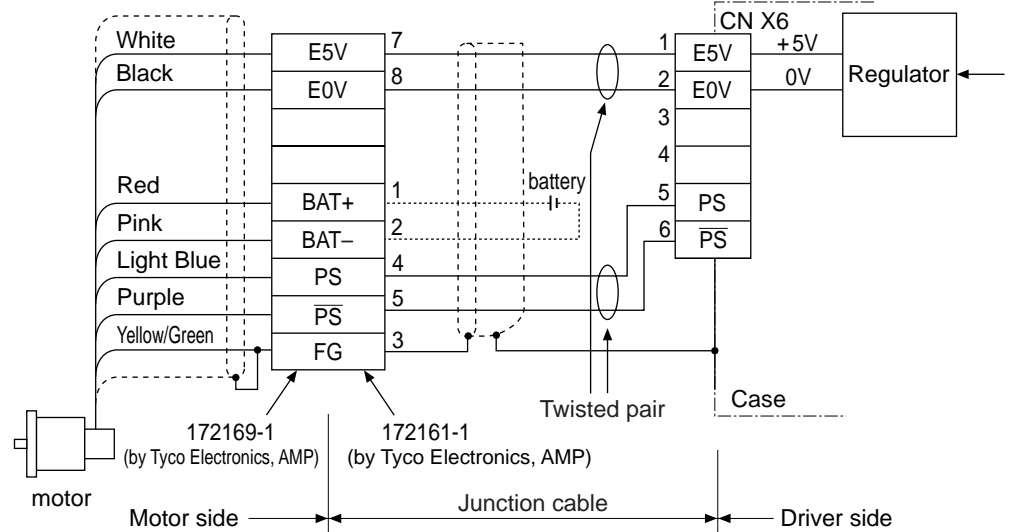 CN X6
White
E5V
7
1
E5V
+5V
Regulator
Black
E0V
8
2
E0V
0V
3
4
Red
BAT+
1
battery
5
PS
Pink
BAT–
2
6
P̅S̅
Light Blue
PS
4
Purple
P̅S̅
5
Yellow/Green
FG
3
Twisted pair
Case
172169-1
(by Tyco Electronics, AMP)
172161-1
(by Tyco Electronics, AMP)
motor
Motor side
Junction cable
Driver side